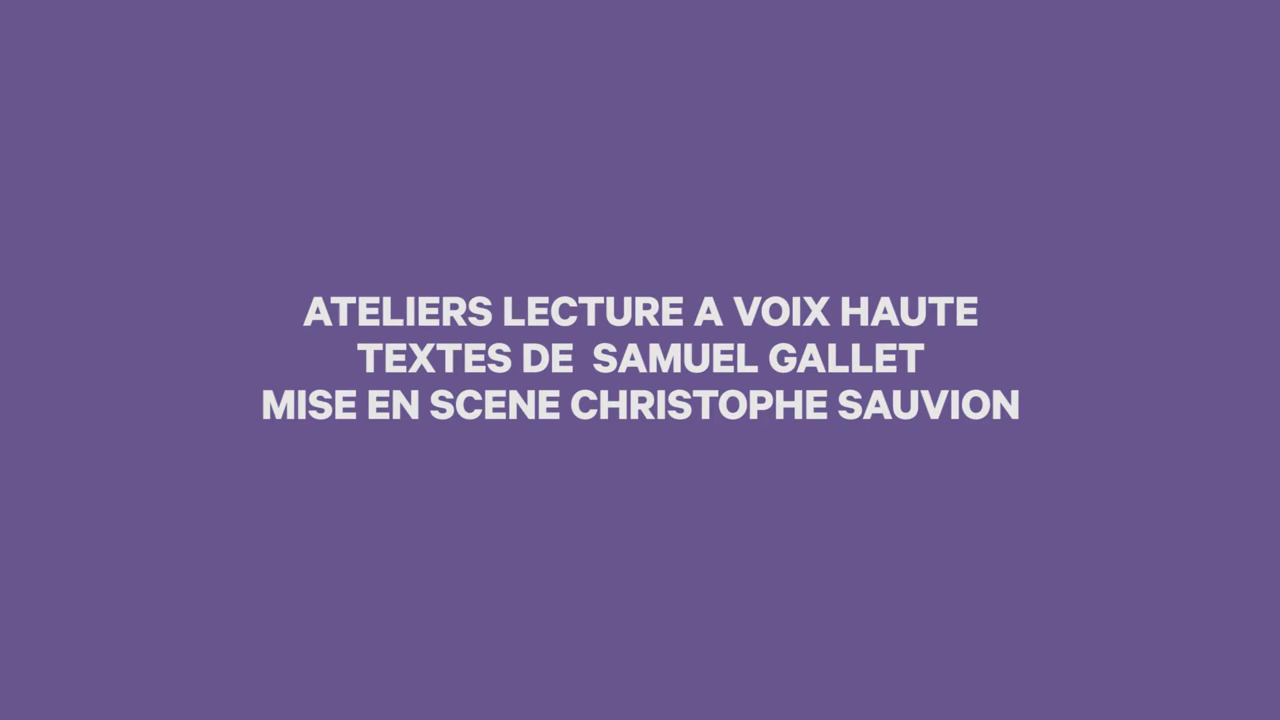 ATELIERS LECTURE A VOIX HAUTE
TEXTES DE  SAMUEL GALLET
MISE EN SCENE CHRISTOPHE SAUVION